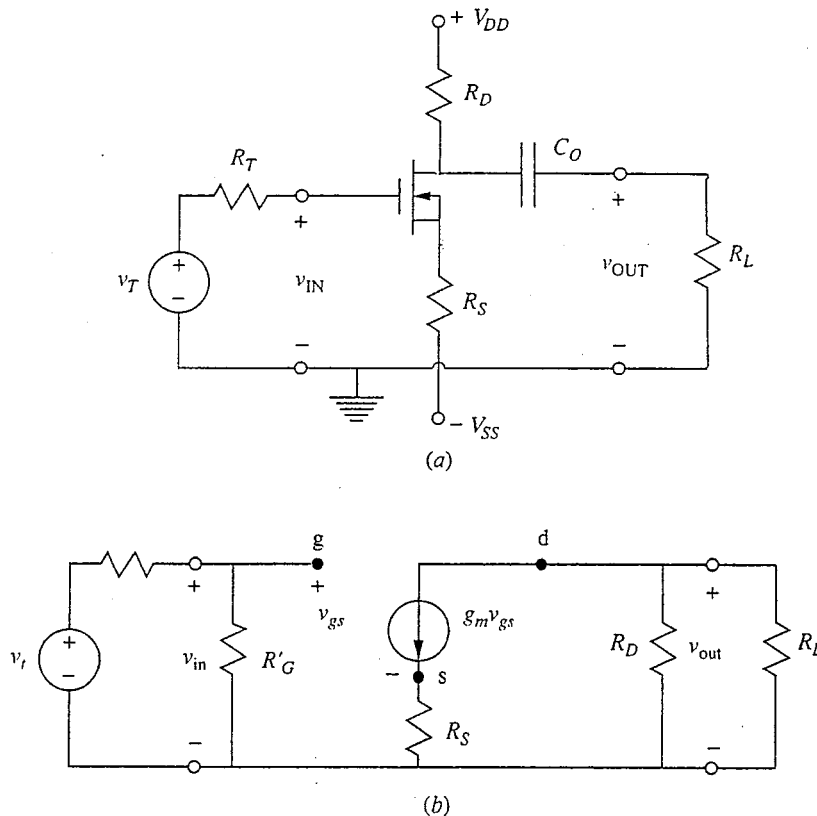 + V_DD
R_D
R_T
C_O
+
+
v_T
+
−
v_IN
R_S
v_OUT
R_L
−
−
− V_SS
(a)
g
d
+
+
v_gs
g_m v_gs
+
v_t
+
−
v_in
R'_G
−
s
R_D
v_out
R_L
R_S
−
−
(b)